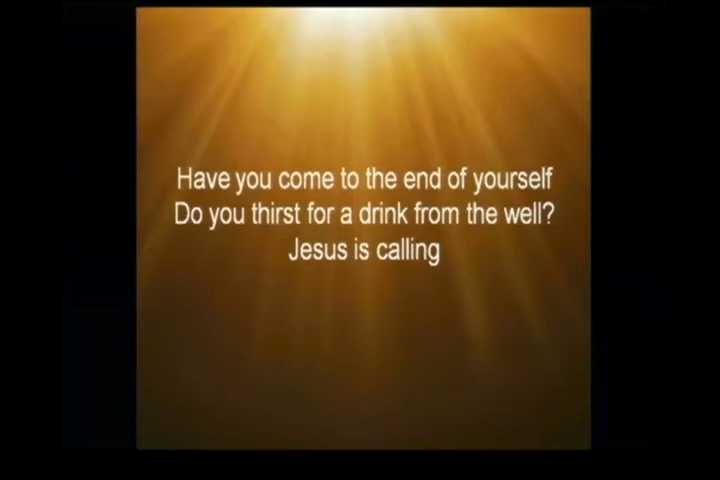 Have you come to the end of yourself
Do you thirst for a drink from the well?
Jesus is calling